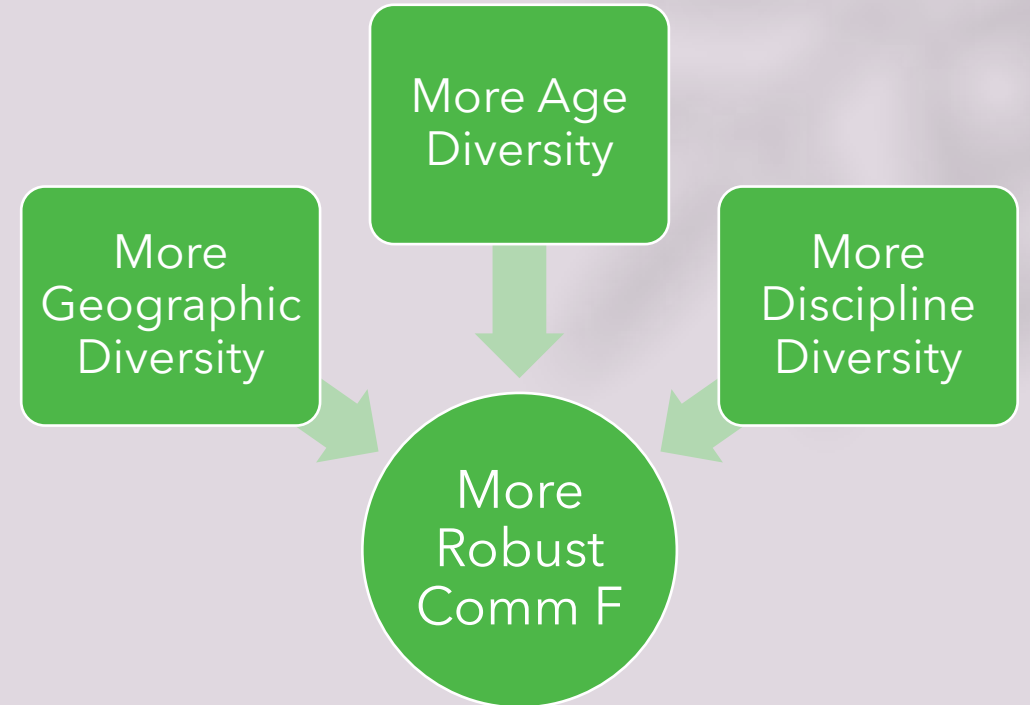 More Age
Diversity
More
Geographic
Diversity
More
Discipline
Diversity
More
Robust
Comm F